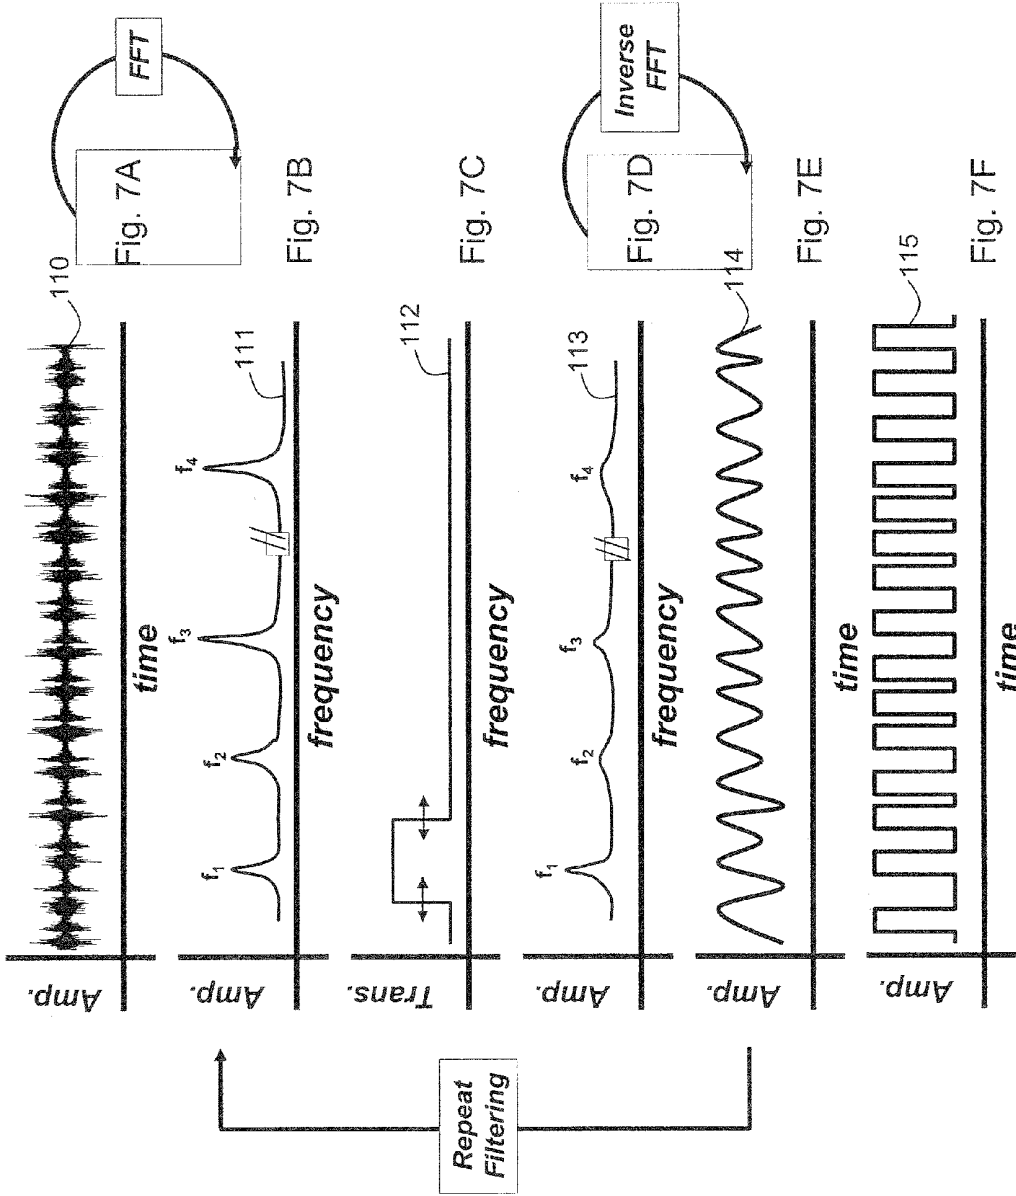 FFT
Fig. 7A
110
Amp.
time
Fig. 7B
111
f1
f2
f3
f4
Amp.
frequency
Fig. 7C
112
Trans.
frequency
Inverse
FFT
Fig. 7D
113
f1
f2
f3
f4
Amp.
frequency
Fig. 7E
114
Amp.
time
Fig. 7F
115
Amp.
time
Repeat
Filtering